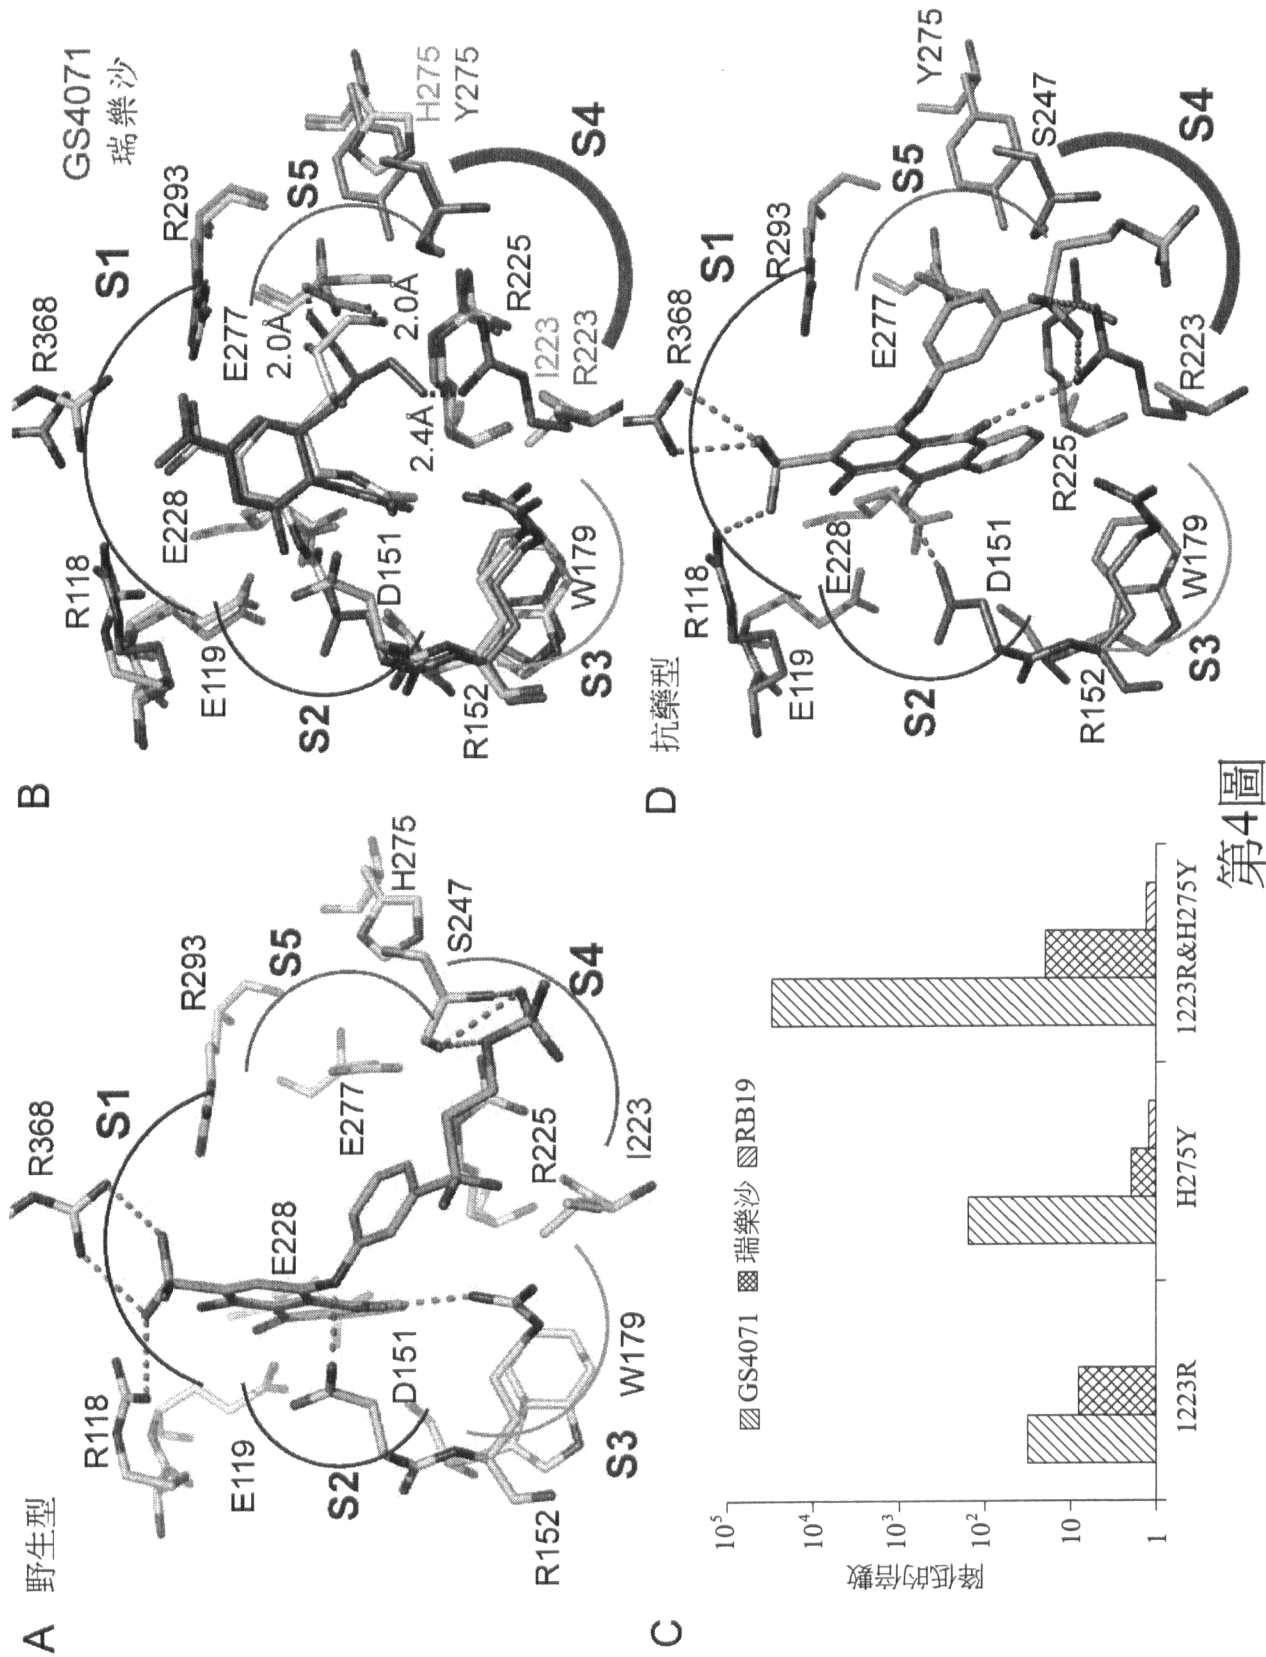 A 野生型
R118
R368
S1
R293
E119
E228
E277
S5
H275
S2
D151
S247
R225
S4
R152
S3
W179
I223
B
GS4071
瑞樂沙
R118
R368
S1
R293
E119
E228
E277
2.0Å
S5
H275
Y275
S2
D151
2.4Å
2.0Å
R225
S4
R152
S3
W179
I223
R223
C
降低的倍數
10⁵
10⁴
10³
10²
10
1
GS4071 瑞樂沙 RB19
1223R
H275Y
1223R&H275Y
D 抗藥型
R118
R368
S1
R293
E119
E228
E277
S5
Y275
S2
D151
S247
R225
S4
R152
S3
W179
R223
第4圖